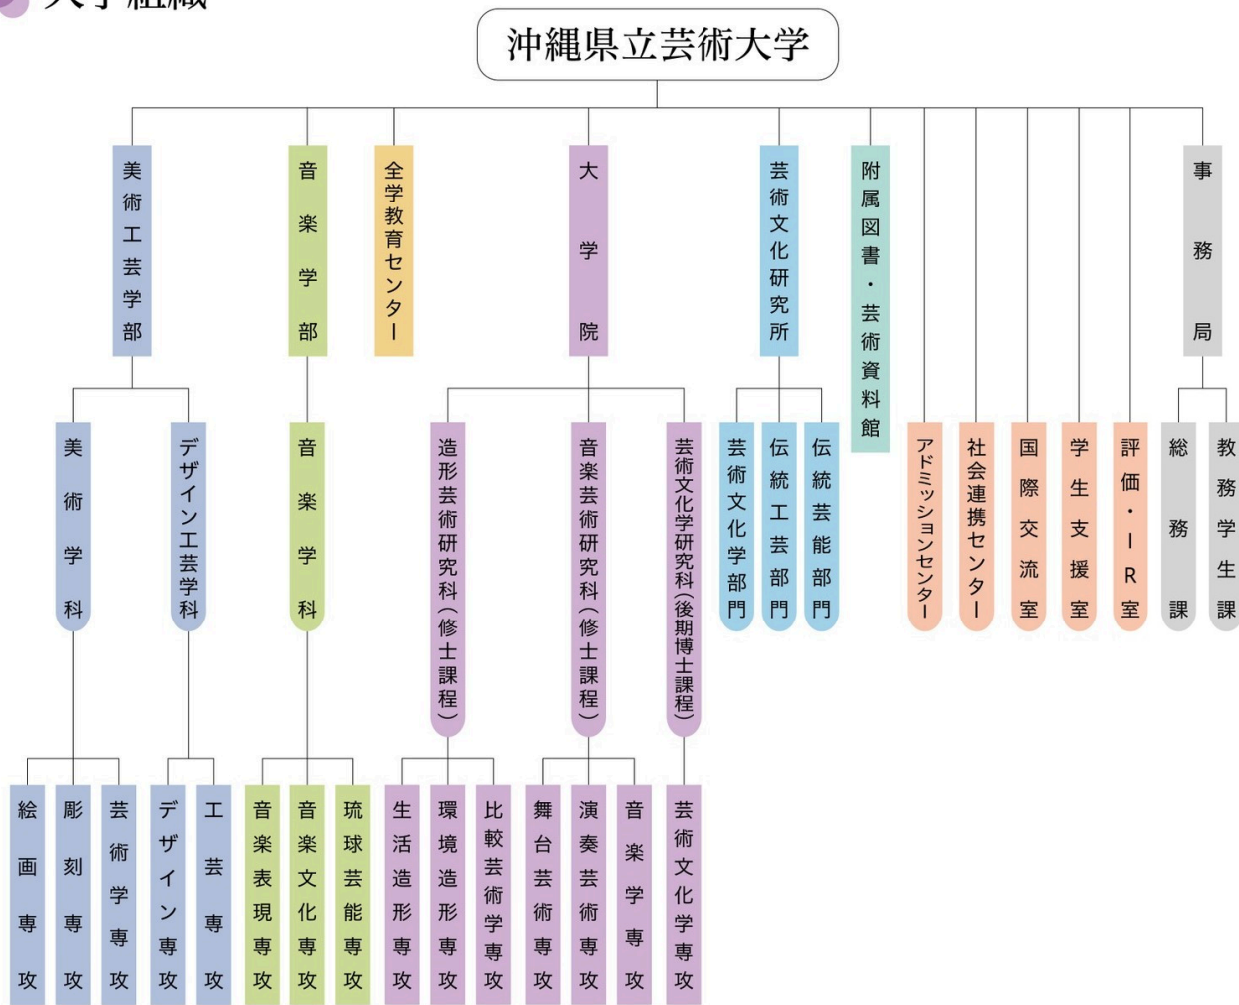 大学組織
沖縄県立芸術大学
美術工芸学部
音楽学部
全学教育センター
大学院
芸術文化研究所
附属図書・芸術資料館
事務局
美術学科
デザイン工芸学科
音楽学科
造形芸術研究科(修士課程)
音楽芸術研究科(修士課程)
芸術文化学研究科(後期博士課程)
芸術文化学部門
伝統工芸部門
伝統芸能部門
アドミッションセンター
社会連携センター
国際交流室
学生支援室
評価・IR室
総務課
教務学生課
絵画専攻
彫刻専攻
芸術学専攻
デザイン専攻
工芸専攻
音楽表現専攻
音楽文化専攻
琉球芸能専攻
生活造形専攻
環境造形専攻
比較芸術学専攻
舞台芸術専攻
演奏芸術専攻
音楽学専攻
芸術文化学専攻